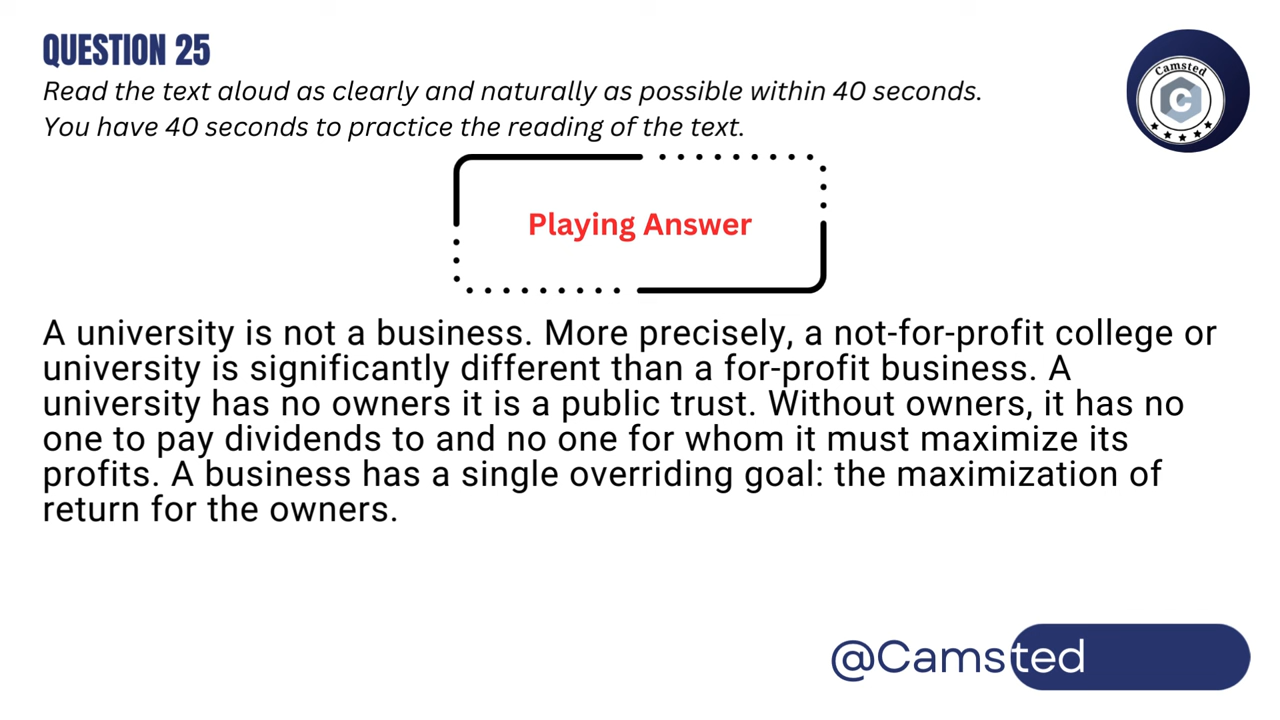 QUESTION 25
Read the text aloud as clearly and naturally as possible within 40 seconds.
You have 40 seconds to practice the reading of the text.
Camsted
C
Playing Answer
A university is not a business. More precisely, a not-for-profit college or
university is significantly different than a for-profit business. A
university has no owners it is a public trust. Without owners, it has no
one to pay dividends to and no one for whom it must maximize its
profits. A business has a single overriding goal: the maximization of
return for the owners.
@Camsted